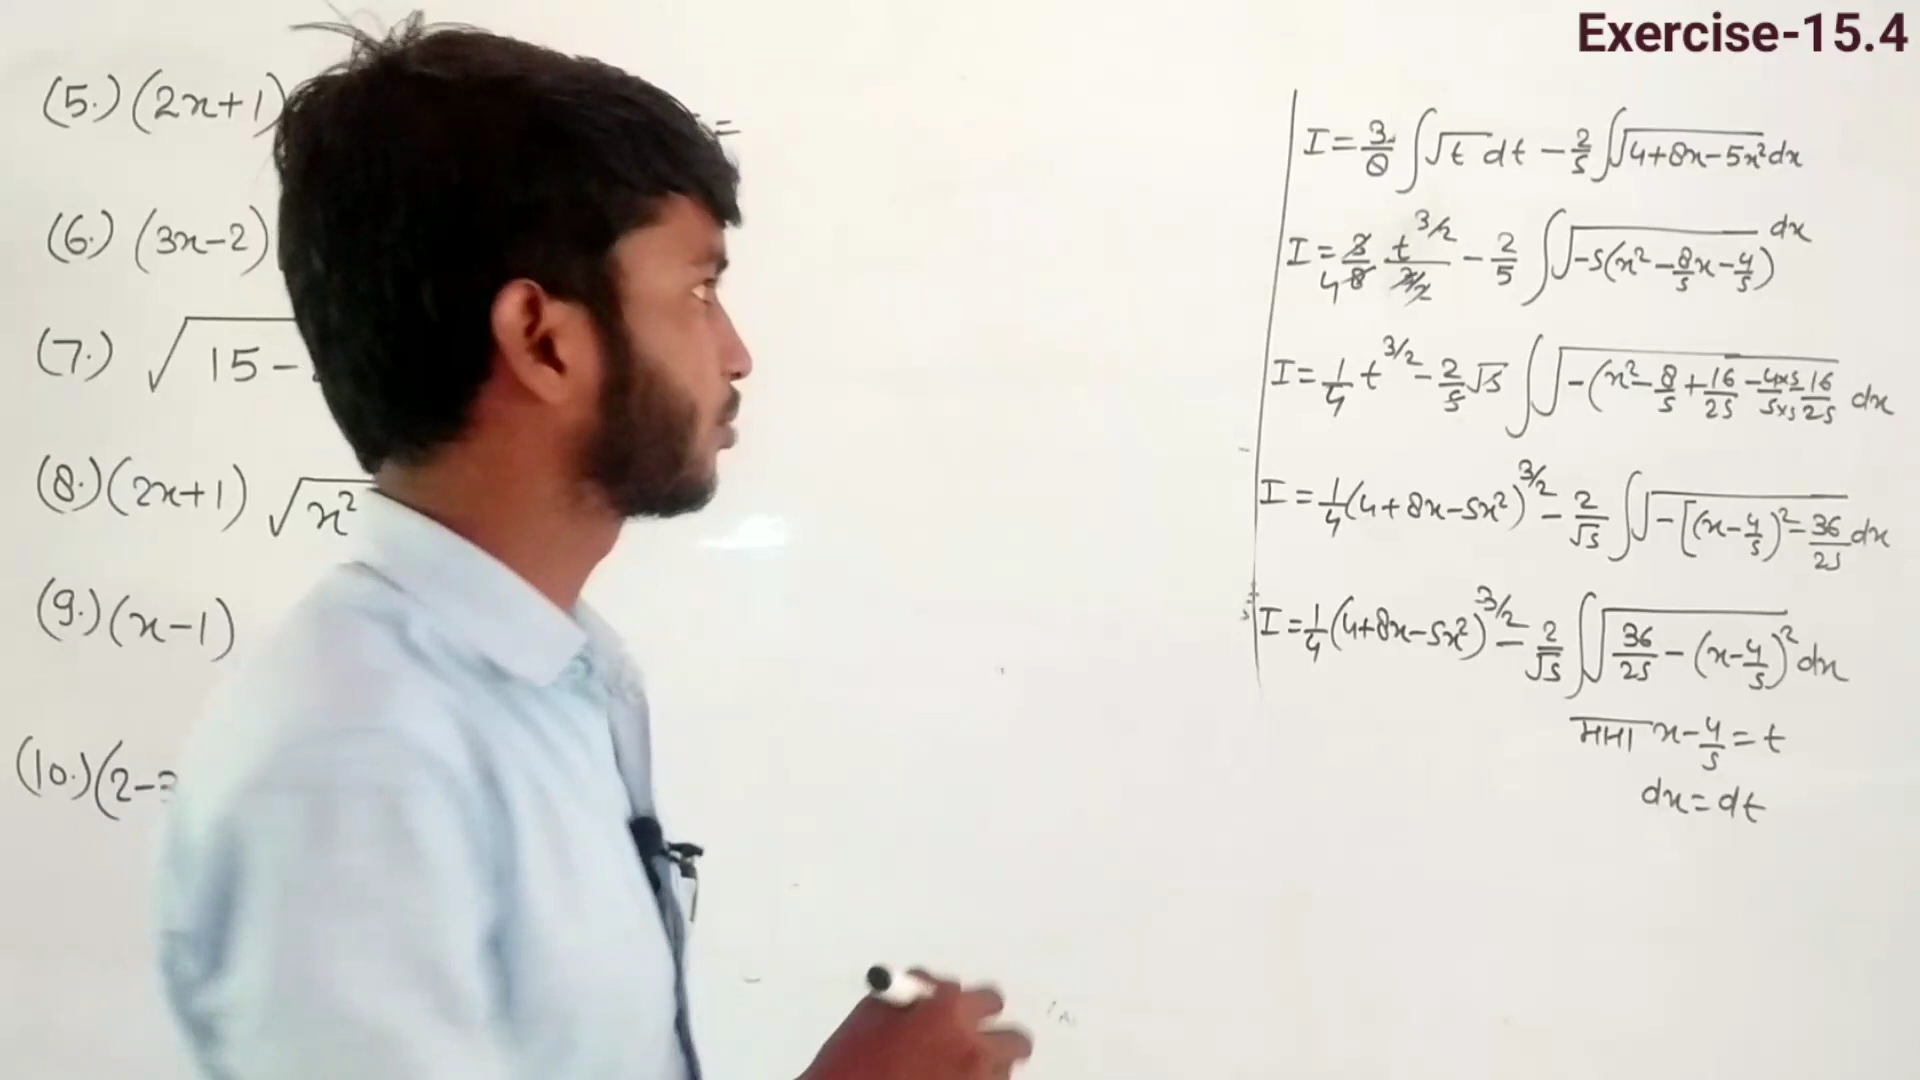 Exercise-15.4
(5.) (2x+1)
=
(6.) (3x-2)
(7.) √15-
(8.) (2x+1) √x²
(9.) (x-1)
(10.) (2-3
I = 3/8 ∫√t dt - 2/5 ∫√4+8x-5x² dx
I = 3/8 4 t^3/2 / 3/2 - 2/5 ∫√-5(x²-8/5x-4/5) dx
I = 1/4 t^3/2 - 2/5 √5 ∫√-(x²-8/5+16/25-4×5/5×5-16/25 dx
I = 1/4 (4+8x-5x²)^3/2 - 2/√5 ∫√-[(x-4/5)²-36/25 dx
I = 1/4 (4+8x-5x²)^3/2 - 2/√5 ∫√36/25-(x-4/5)² dx
माना x-4/5=t
dx=dt